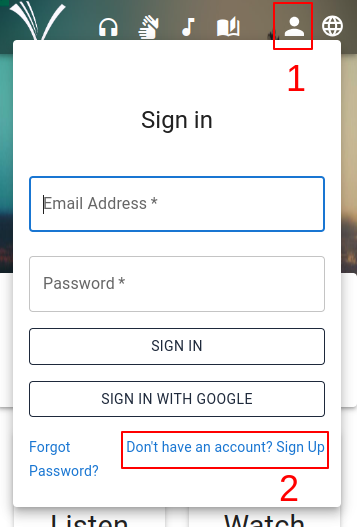 1
Sign in
Email Address *
Password *
SIGN IN
SIGN IN WITH GOOGLE
Forgot
Password?
Don't have an account? Sign Up
2
Listen
Watch